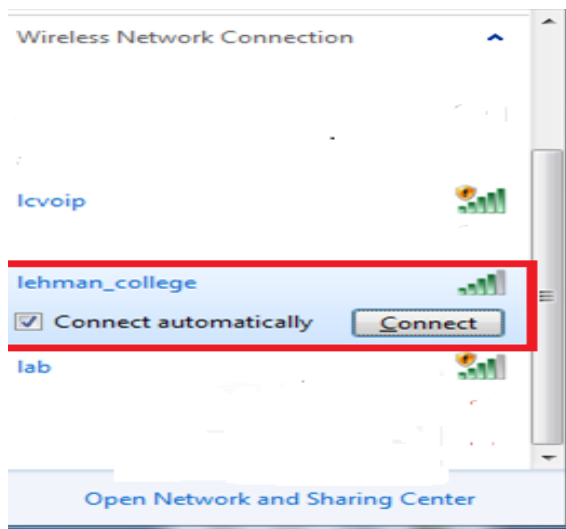 Wireless Network Connection
lcvoip
lehman_college
Connect automatically
Connect
lab
Open Network and Sharing Center